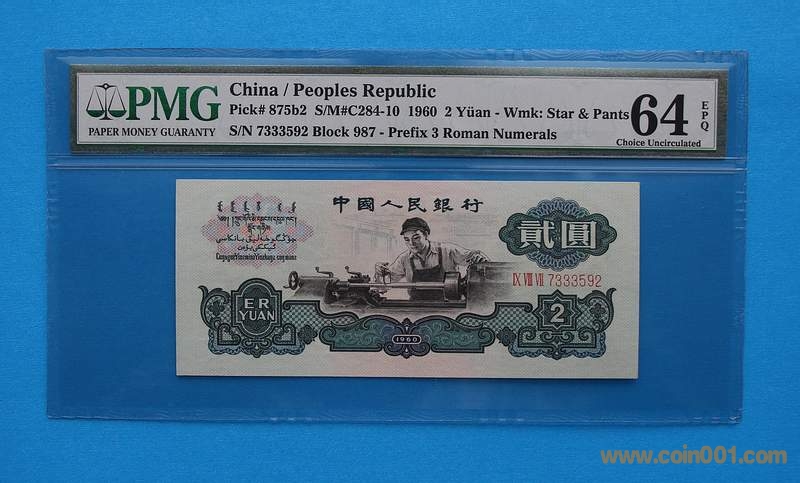 PMG
PAPER MONEY GUARANTY
China / Peoples Republic
Pick# 875b2 S/M#C284-10 1960 2 Yüan - Wmk: Star & Pants
S/N 7333592 Block 987 - Prefix 3 Roman Numerals
64
EPQ
Choice Uncirculated
中國人民銀行
貳圓
IX VIII VII 7333592
ER
YUAN
1960
2
www.coin001.com